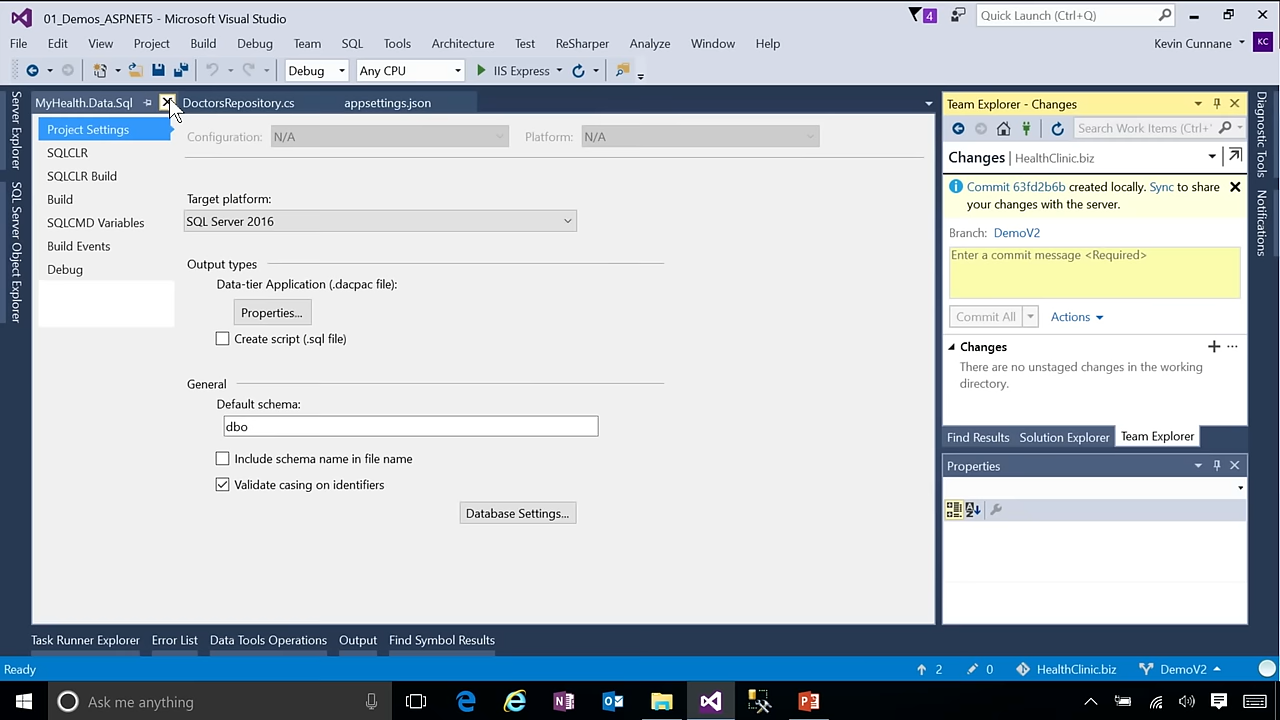 01_Demos_ASPNET5 - Microsoft Visual Studio
4
Quick Launch (Ctrl+Q)
File Edit View Project Build Debug Team SQL Tools Architecture Test ReSharper Analyze Window Help
Kevin Cunnane
KC
Debug
Any CPU
IIS Express
MyHealth.Data.Sql
DoctorsRepository.cs
appsettings.json
Server Explorer
SQL Server Object Explorer
Project Settings
SQLCLR
SQLCLR Build
Build
SQLCMD Variables
Build Events
Debug
Configuration: N/A
Platform: N/A
Target platform:
SQL Server 2016
Output types
Data-tier Application (.dacpac file):
Properties...
Create script (.sql file)
General
Default schema:
dbo
Include schema name in file name
Validate casing on identifiers
Database Settings...
Team Explorer - Changes
Search Work Items (Ctrl+'
Changes | HealthClinic.biz
Commit 63fd2b6b created locally. Sync to share
your changes with the server.
Branch: DemoV2
Enter a commit message <Required>
Commit All
Actions
Changes
There are no unstaged changes in the working
directory.
Find Results Solution Explorer Team Explorer
Properties
Diagnostic Tools
Notifications
Task Runner Explorer Error List Data Tools Operations Output Find Symbol Results
Ready
2
0
HealthClinic.biz
DemoV2
Ask me anything